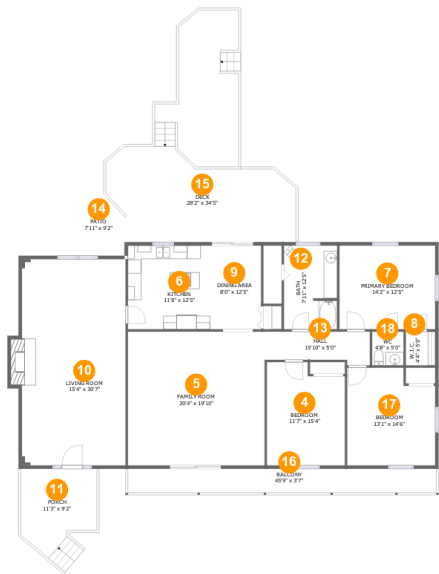 15
DECK
28'2" x 34'5"
14
PATIO
7'11" x 9'2"
12
BATH
7'11" x 12'5"
6
KITCHEN
11'8" x 12'5"
9
DINING AREA
8'0" x 12'5"
7
PRIMARY BEDROOM
14'2" x 12'5"
13
HALL
15'10" x 5'0"
18
WC
4'8" x 5'0"
8
W.I.C.
4'4" x 5'0"
10
LIVING ROOM
15'4" x 30'7"
5
FAMILY ROOM
20'4" x 19'10"
4
BEDROOM
11'7" x 15'4"
17
BEDROOM
13'1" x 14'6"
16
BALCONY
45'9" x 3'7"
11
PORCH
11'3" x 9'2"